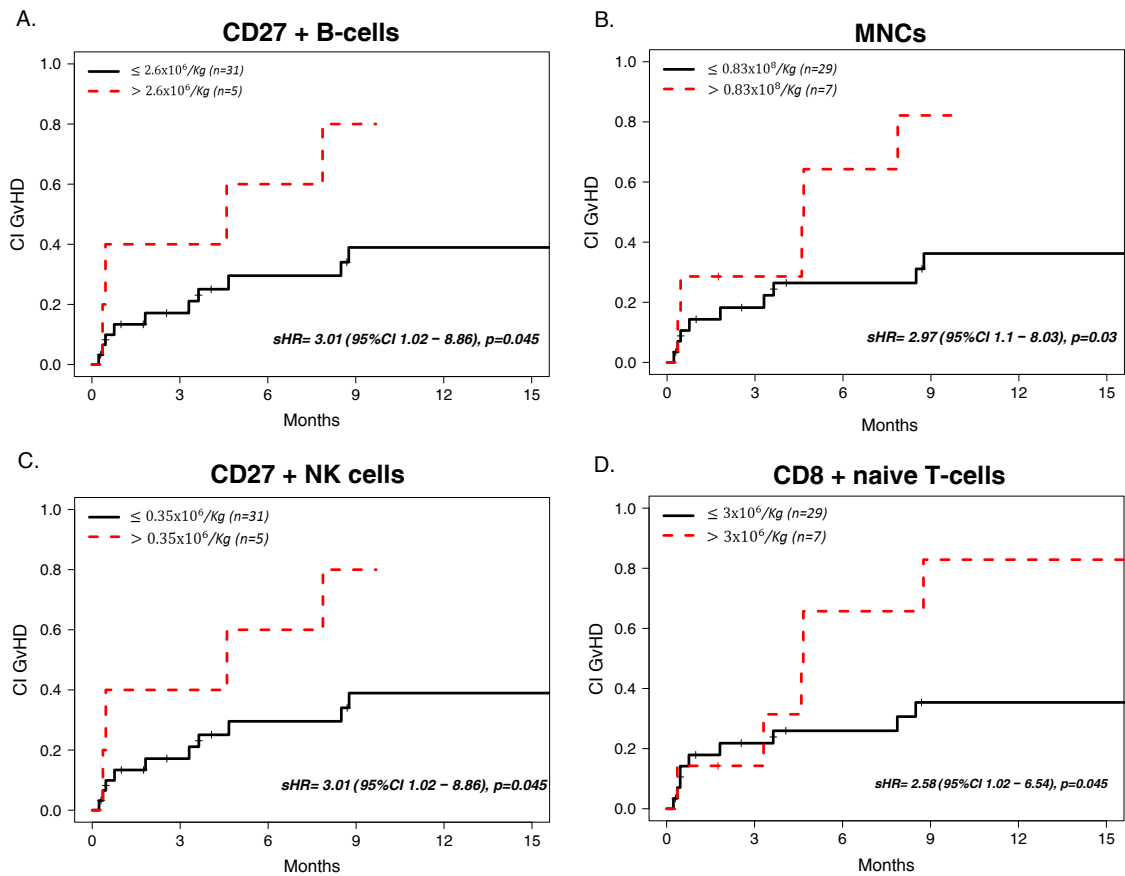 A.
CD27 + B-cells
≤ 2.6x10⁶/Kg (n=31)
> 2.6x10⁶/Kg (n=5)
CI GvHD
0.0
0.2
0.4
0.6
0.8
1.0
sHR= 3.01 (95%CI 1.02 − 8.86), p=0.045
0 3 6 9 12 15
Months
B.
MNCs
≤ 0.83x10⁸/Kg (n=29)
> 0.83x10⁸/Kg (n=7)
CI GvHD
0.0
0.2
0.4
0.6
0.8
1.0
sHR= 2.97 (95%CI 1.1 − 8.03), p=0.03
0 3 6 9 12 15
Months
C.
CD27 + NK cells
≤ 0.35x10⁶/Kg (n=31)
> 0.35x10⁶/Kg (n=5)
CI GvHD
0.0
0.2
0.4
0.6
0.8
1.0
sHR= 3.01 (95%CI 1.02 − 8.86), p=0.045
0 3 6 9 12 15
Months
D.
CD8 + naive T-cells
≤ 3x10⁶/Kg (n=29)
> 3x10⁶/Kg (n=7)
CI GvHD
0.0
0.2
0.4
0.6
0.8
1.0
sHR= 2.58 (95%CI 1.02 − 6.54), p=0.045
0 3 6 9 12 15
Months